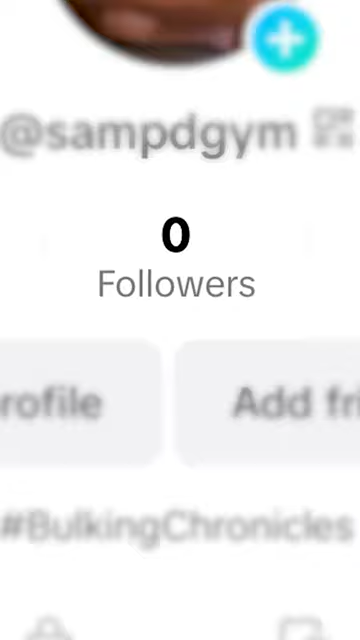 @sampdgym
0
Followers
rofile
Add fri
#BulkingChronicles